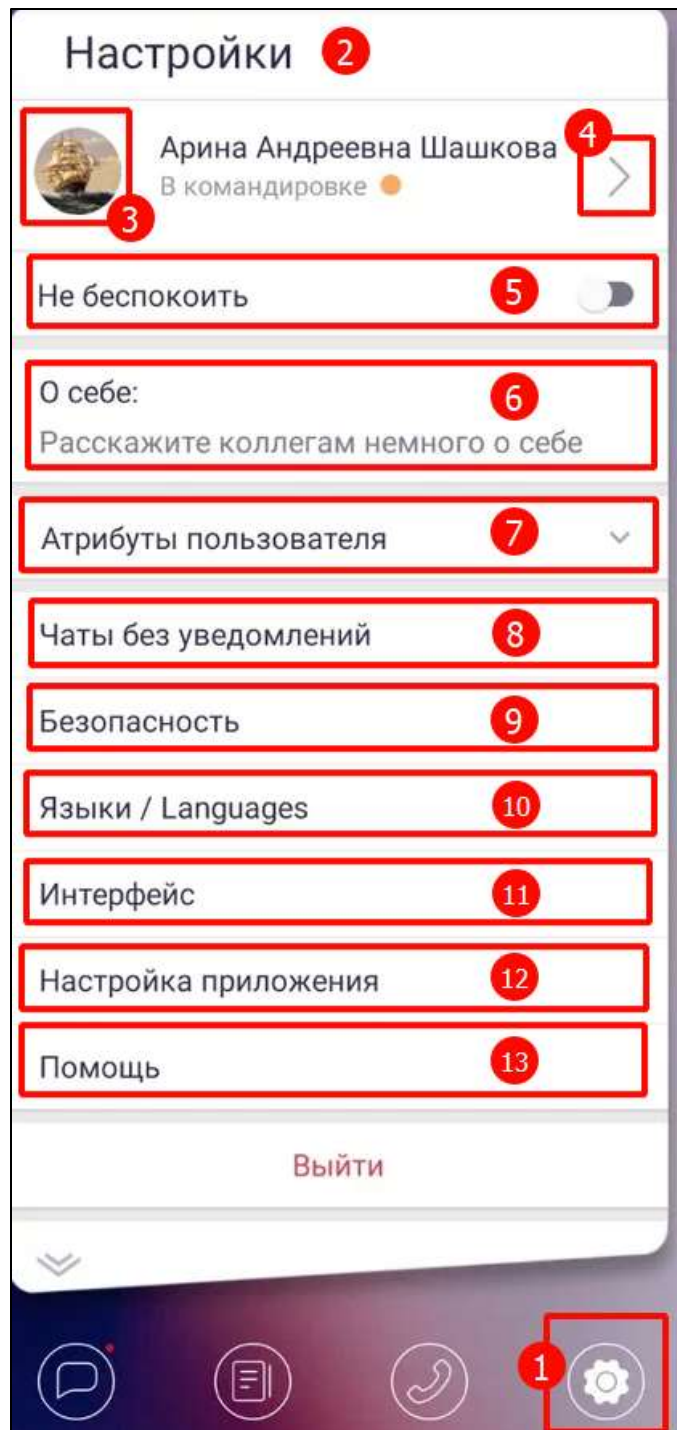 Настройки 2
Арина Андреевна Шашкова 4
В командировке
3
Не беспокоить 5
О себе: 6
Расскажите коллегам немного о себе
Атрибуты пользователя 7
Чаты без уведомлений 8
Безопасность 9
Языки / Languages 10
Интерфейс 11
Настройка приложения 12
Помощь 13
Выйти
1